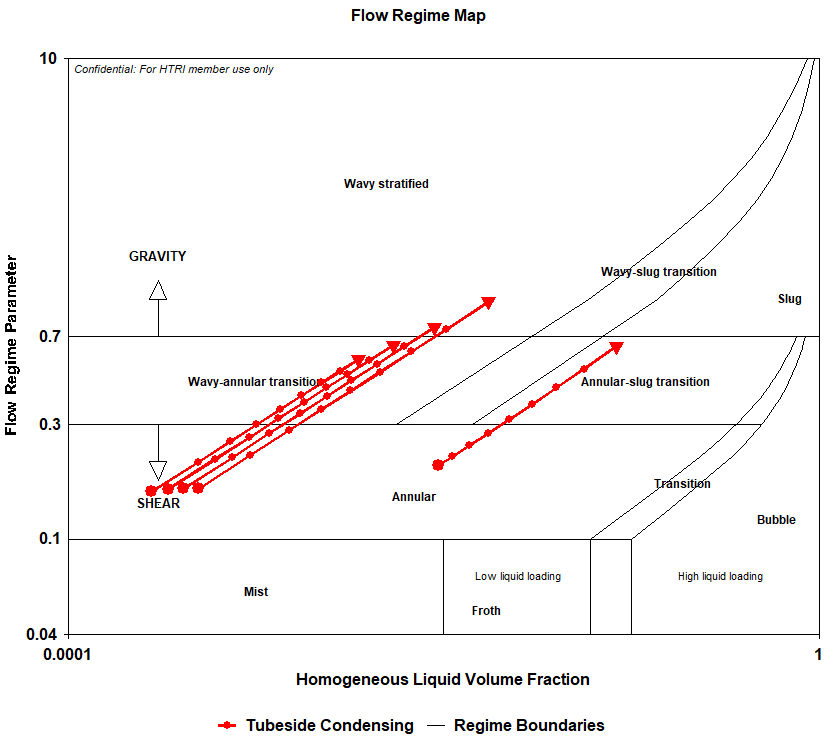 Flow Regime Map
10
Confidential: For HTRI member use only
Wavy stratified
GRAVITY
Wavy-slug transition
Slug
Flow Regime Parameter
0.7
Wavy-annular transition
Annular-slug transition
0.3
SHEAR
Annular
Transition
Bubble
0.1
Low liquid loading
High liquid loading
Mist
Froth
0.04
0.0001
1
Homogeneous Liquid Volume Fraction
Tubeside Condensing
Regime Boundaries